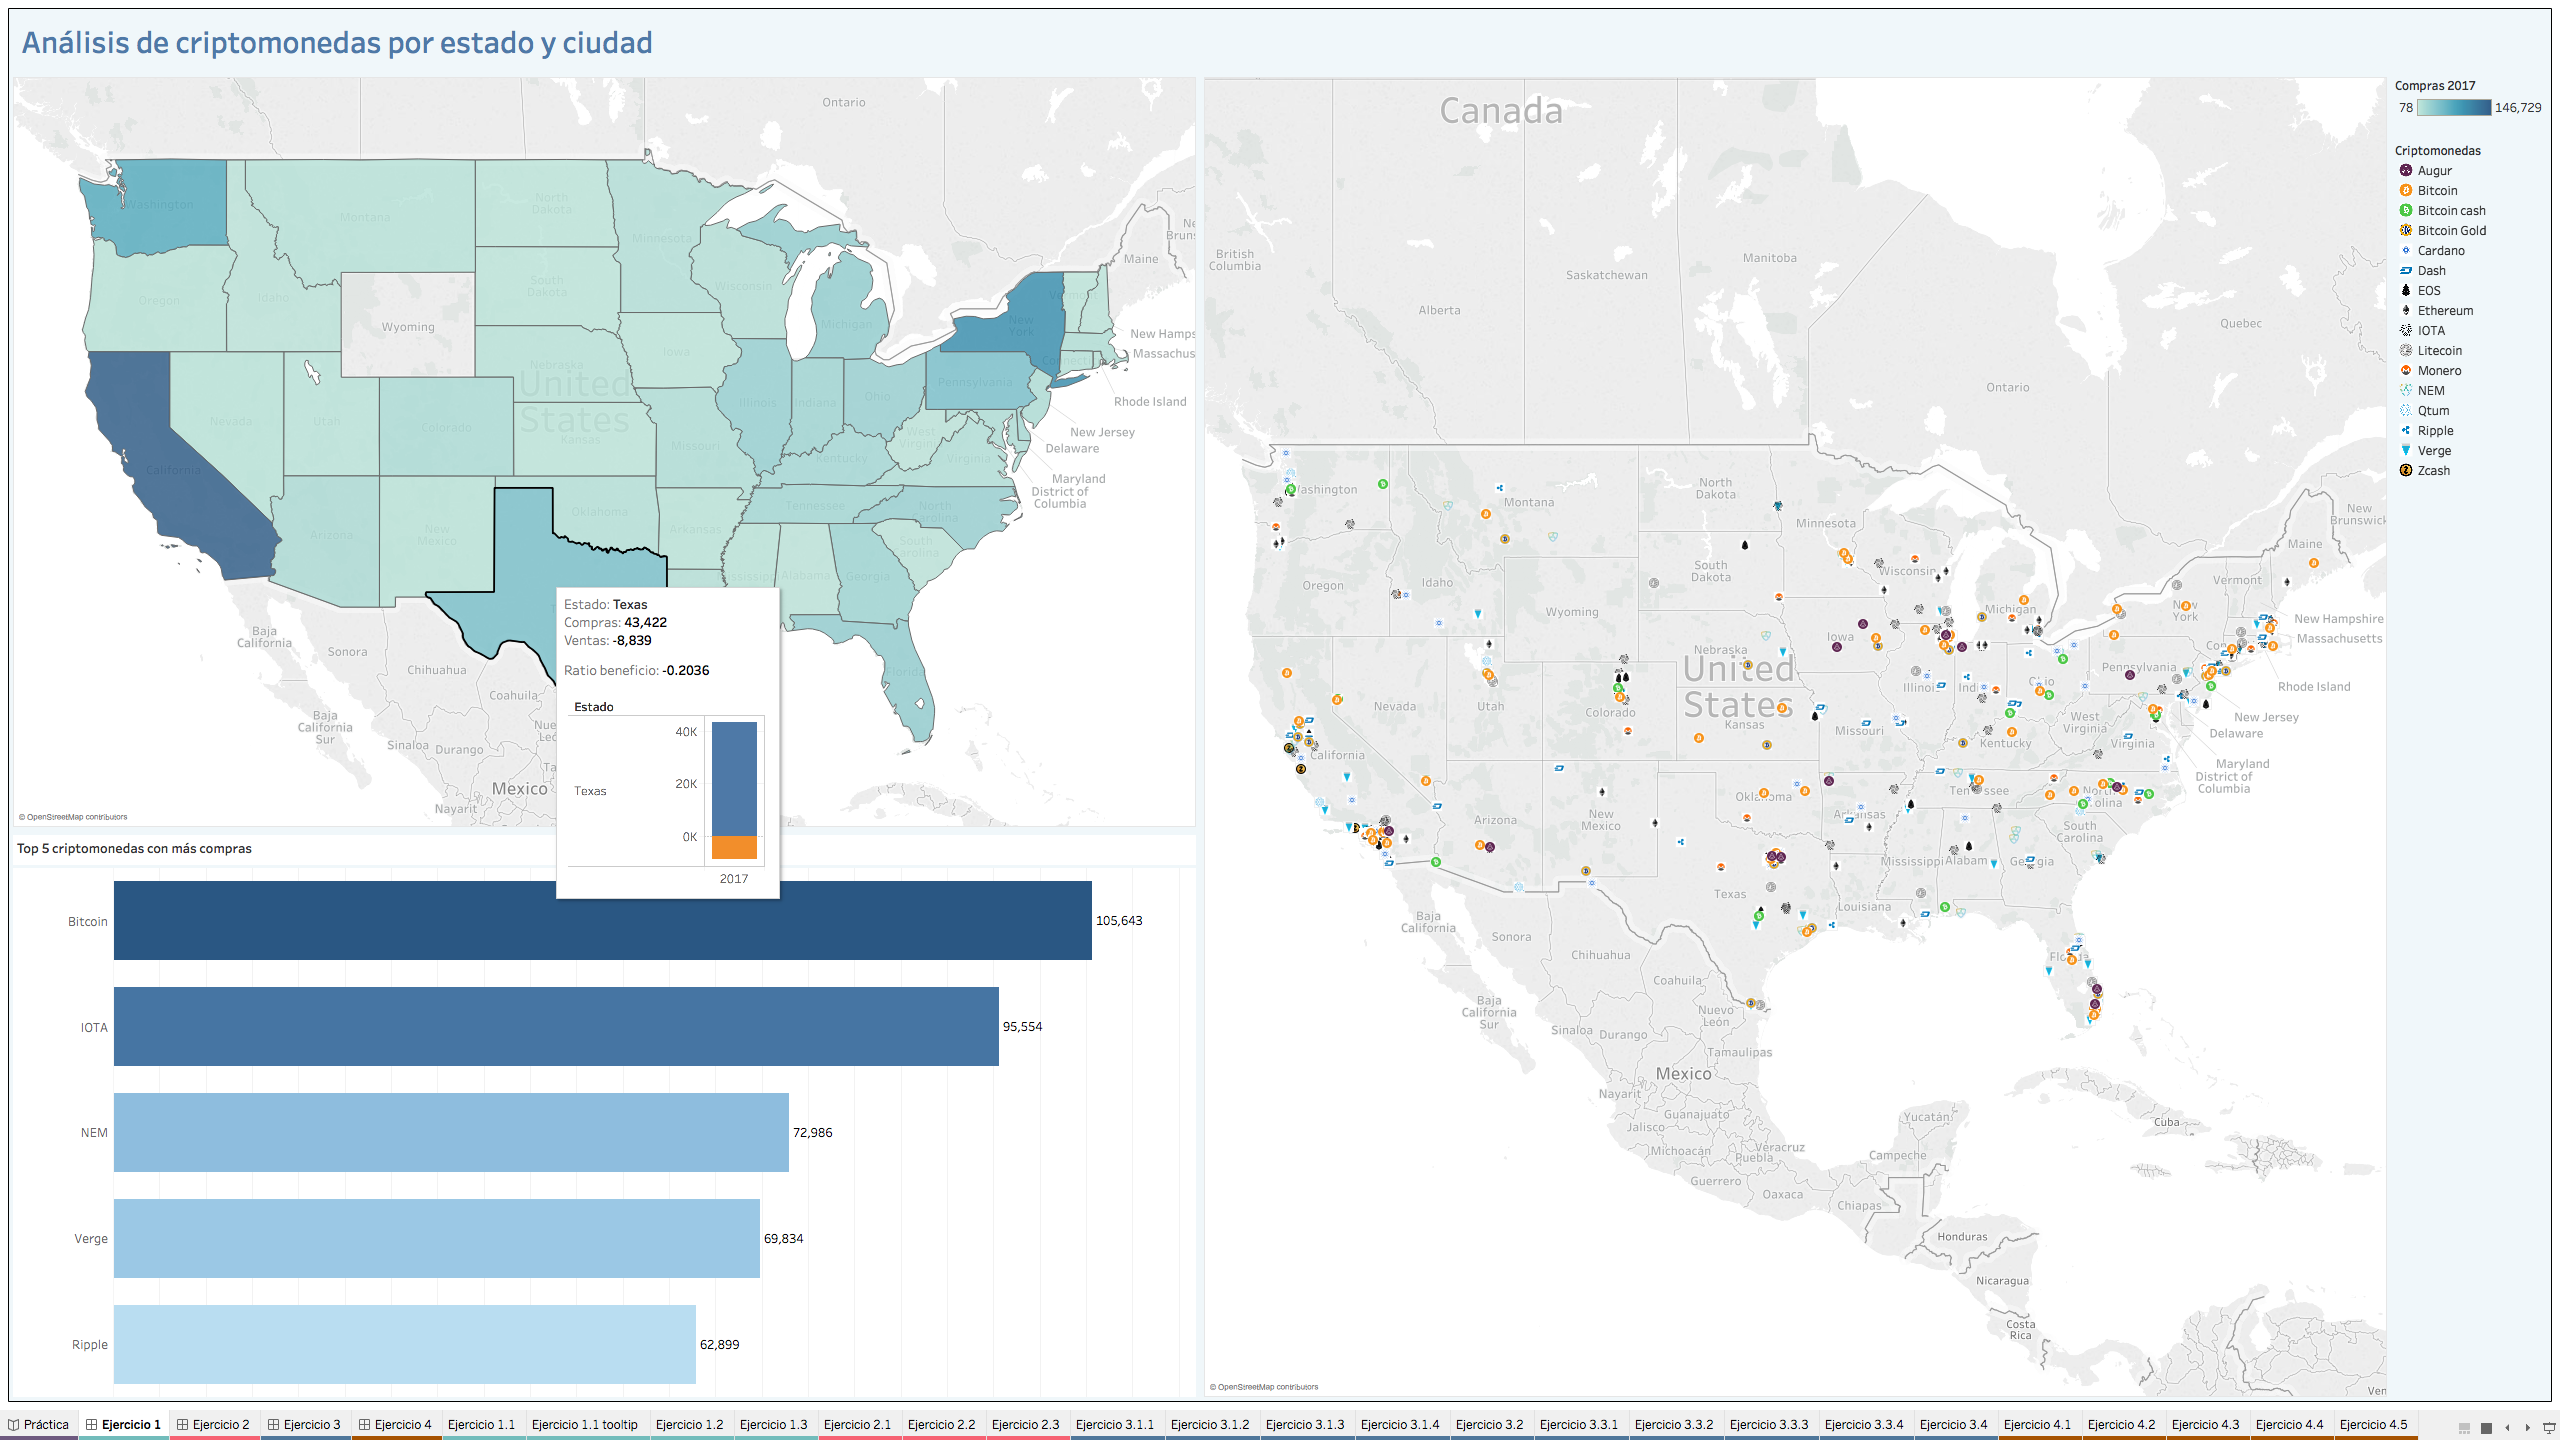 Análisis de criptomonedas por estado y ciudad
Ontario
Washington
Montana
North
Dakota
Minnesota
Oregon
Idaho
Wyoming
South
Dakota
Wisconsin
Michigan
New
York
Vermont
Maine
New Hamps
Massachus
Rhode Island
New Jersey
Delaware
Maryland
District of
Columbia
Nebraska
Iowa
United
States
Kansas
Nevada
Utah
Colorado
California
Illinois
Indiana
Ohio
Pennsylvania
West
Virginia
Virginia
Missouri
Kentucky
Tennessee
North
Carolina
South
Carolina
Arizona
New
Mexico
Oklahoma
Arkansas
Alabama
Georgia
Florida
Baja
California
Sonora
Chihuahua
Coahuila
Baja
California
Sur
Sinaloa
Durango
Mexico
Nayarit
© OpenStreetMap contributors
Estado: Texas
Compras: 43,422
Ventas: -8,839
Ratio beneficio: -0.2036
Estado
Texas
40K
20K
0K
2017
Top 5 criptomonedas con más compras
Bitcoin
105,643
IOTA
95,554
NEM
72,986
Verge
69,834
Ripple
62,899
Canada
British
Columbia
Alberta
Saskatchewan
Manitoba
Ontario
Quebec
New
Brunswick
Maine
Washington
Montana
North
Dakota
Minnesota
Oregon
Idaho
Wyoming
South
Dakota
Wisconsin
Michigan
Vermont
New Hampshire
Massachusetts
Rhode Island
New Jersey
Delaware
Maryland
District of
Columbia
Pennsylvania
Iowa
Nebraska
United
States
Nevada
Utah
Colorado
Kansas
Missouri
Kentucky
West
Virginia
Virginia
California
Arizona
New
Mexico
South
Carolina
Mississippi
Texas
Louisiana
Baja
California
Sonora
Chihuahua
Coahuila
Baja
California
Sur
Nuevo
León
Sinaloa
Durango
Tamaulipas
Mexico
Nayarit
Guanajuato
Jalisco
Michoacán
Veracruz
Puebla
Guerrero
Oaxaca
Chiapas
Yucatán
Campeche
Cuba
Honduras
Nicaragua
Costa
Rica
Ven
© OpenStreetMap contributors
Compras 2017
78
146,729
Criptomonedas
Augur
Bitcoin
Bitcoin cash
Bitcoin Gold
Cardano
Dash
EOS
Ethereum
IOTA
Litecoin
Monero
NEM
Qtum
Ripple
Verge
Zcash
Práctica
Ejercicio 1
Ejercicio 2
Ejercicio 3
Ejercicio 4
Ejercicio 1.1
Ejercicio 1.1 tooltip
Ejercicio 1.2
Ejercicio 1.3
Ejercicio 2.1
Ejercicio 2.2
Ejercicio 2.3
Ejercicio 3.1.1
Ejercicio 3.1.2
Ejercicio 3.1.3
Ejercicio 3.1.4
Ejercicio 3.2
Ejercicio 3.3.1
Ejercicio 3.3.2
Ejercicio 3.3.3
Ejercicio 3.3.4
Ejercicio 3.4
Ejercicio 4.1
Ejercicio 4.2
Ejercicio 4.3
Ejercicio 4.4
Ejercicio 4.5